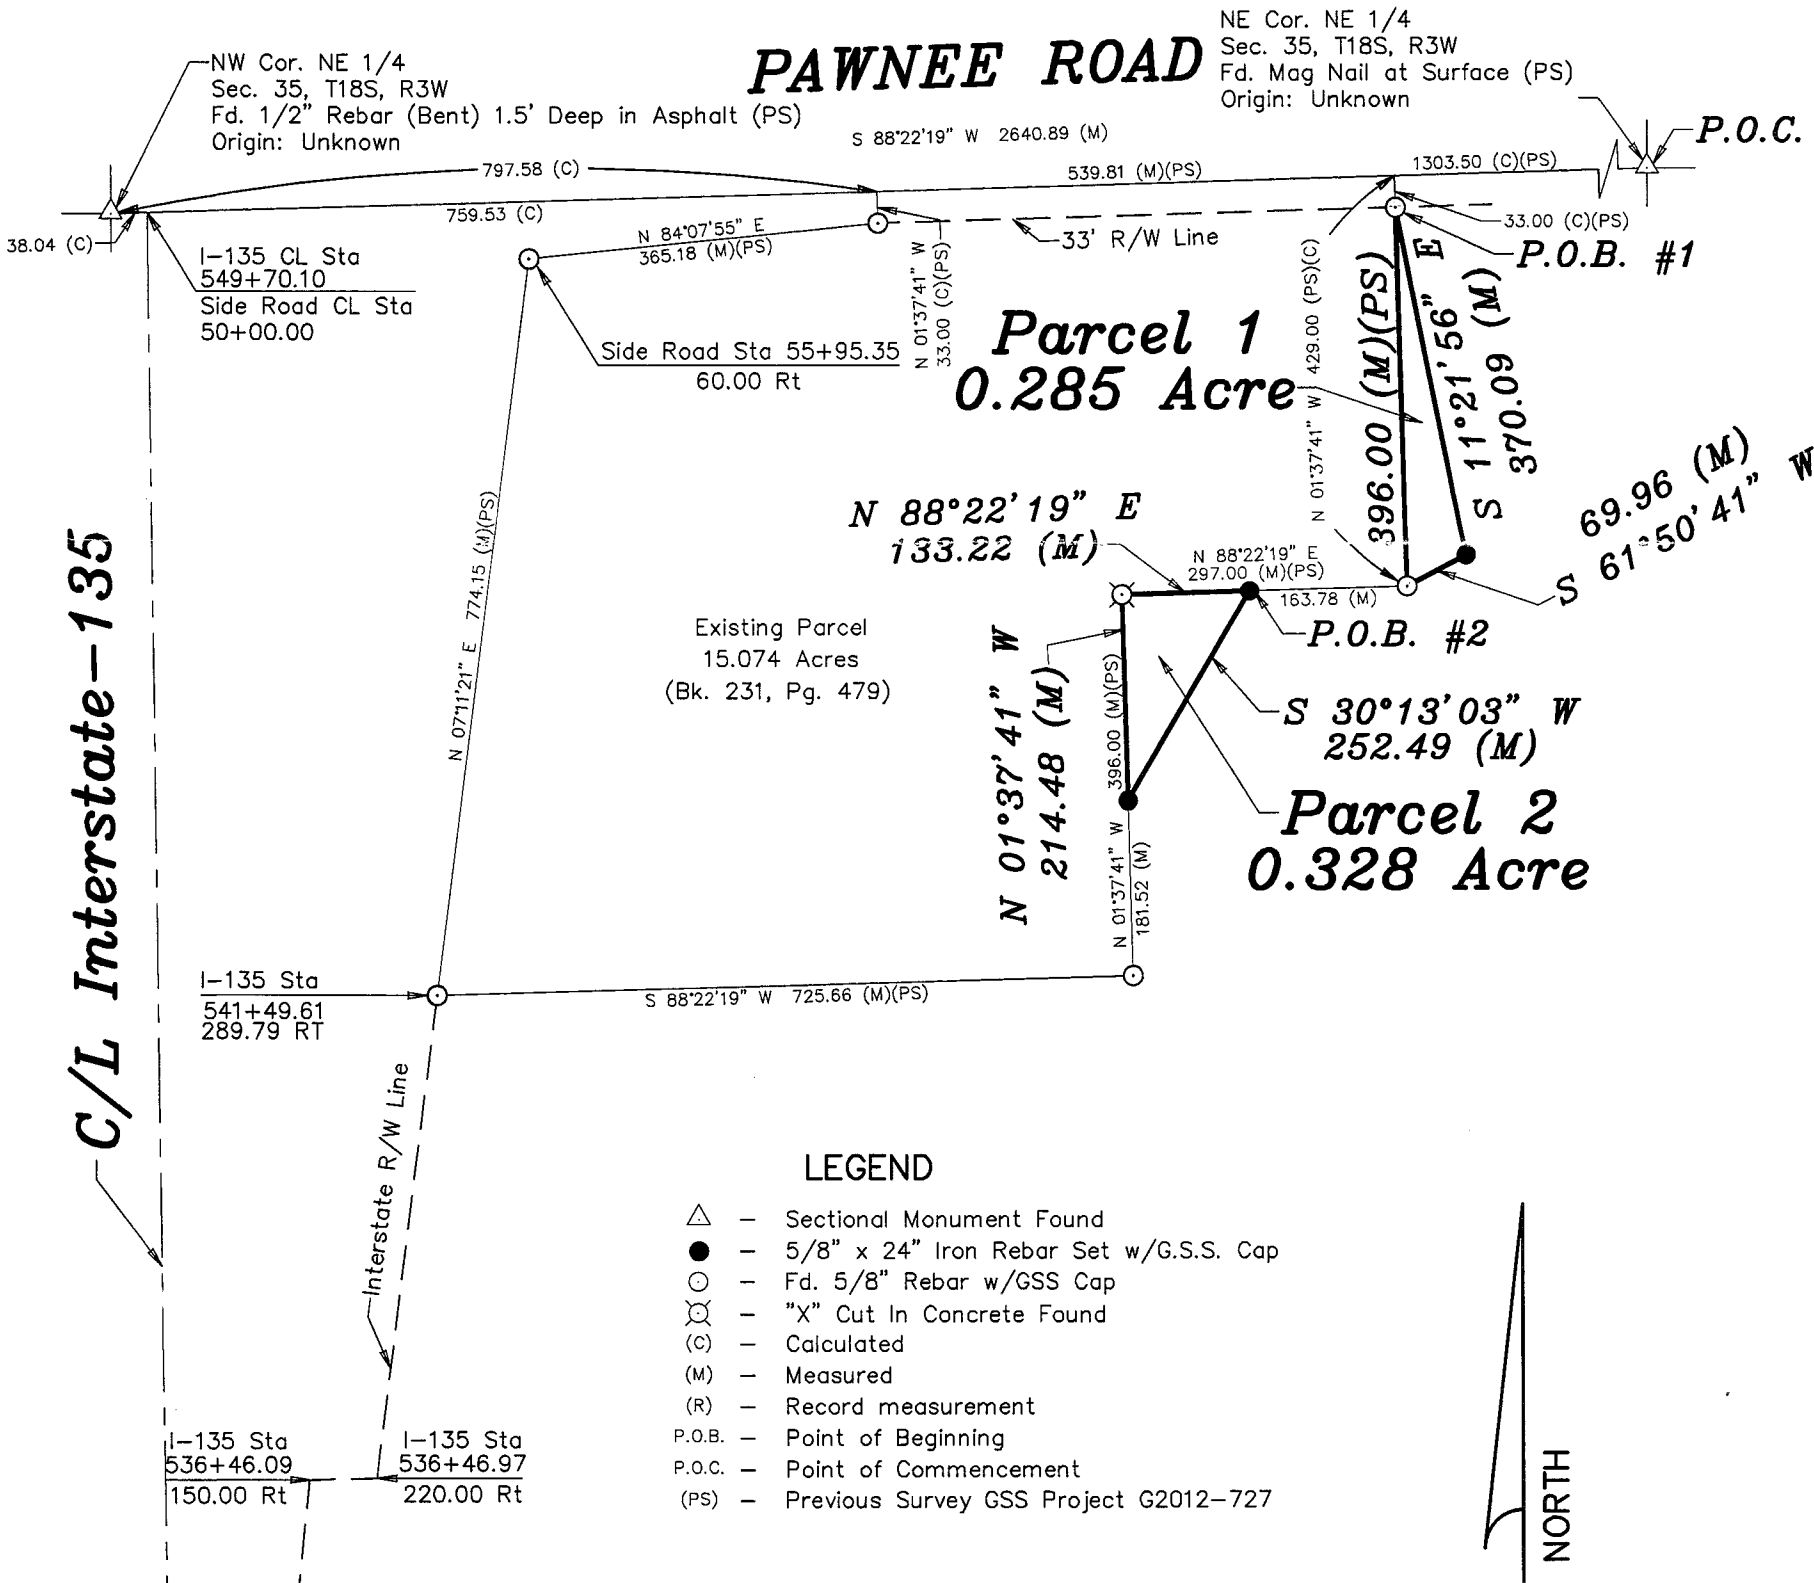 PAWNEE ROAD
NW Cor. NE 1/4
Sec. 35, T18S, R3W
Fd. 1/2" Rebar (Bent) 1.5' Deep in Asphalt (PS)
Origin: Unknown
NE Cor. NE 1/4
Sec. 35, T18S, R3W
Fd. Mag Nail at Surface (PS)
Origin: Unknown
P.O.C.
S 88°22'19" W 2640.89 (M)
797.58 (C)
539.81 (M)(PS)
1303.50 (C)(PS)
759.53 (C)
38.04 (C)
I-135 CL Sta
549+70.10
Side Road CL Sta
50+00.00
N 84°07'55" E
365.18 (M)(PS)
33' R/W Line
33.00 (C)(PS)
P.O.B. #1
N 01°37'41" W
33.00 (C)(PS)
Side Road Sta 55+95.35
60.00 Rt
Parcel 1
0.285 Acre
N 01°37'41" W 429.00 (PS)(C)
396.00 (M)(PS)
S 11°21'56" E
370.09 (M)
69.96 (M)
S 61°50'41" W
N 88°22'19" E
133.22 (M)
N 88°22'19" E
297.00 (M)(PS)
163.78 (M)
P.O.B. #2
N 07°11'21" E 774.15 (M)(PS)
Existing Parcel
15.074 Acres
(Bk. 231, Pg. 479)
N 01°37'41" W
214.48 (M)
N 01°37'41" W 396.00 (M)(PS)
181.52 (M)
S 30°13'03" W
252.49 (M)
Parcel 2
0.328 Acre
C/L Interstate-135
I-135 Sta
541+49.61
289.79 RT
S 88°22'19" W 725.66 (M)(PS)
Interstate R/W Line
I-135 Sta
536+46.09
150.00 Rt
I-135 Sta
536+46.97
220.00 Rt
LEGEND
– Sectional Monument Found
– 5/8" x 24" Iron Rebar Set w/G.S.S. Cap
– Fd. 5/8" Rebar w/GSS Cap
– "X" Cut In Concrete Found
(C) – Calculated
(M) – Measured
(R) – Record measurement
P.O.B. – Point of Beginning
P.O.C. – Point of Commencement
(PS) – Previous Survey GSS Project G2012-727
NORTH